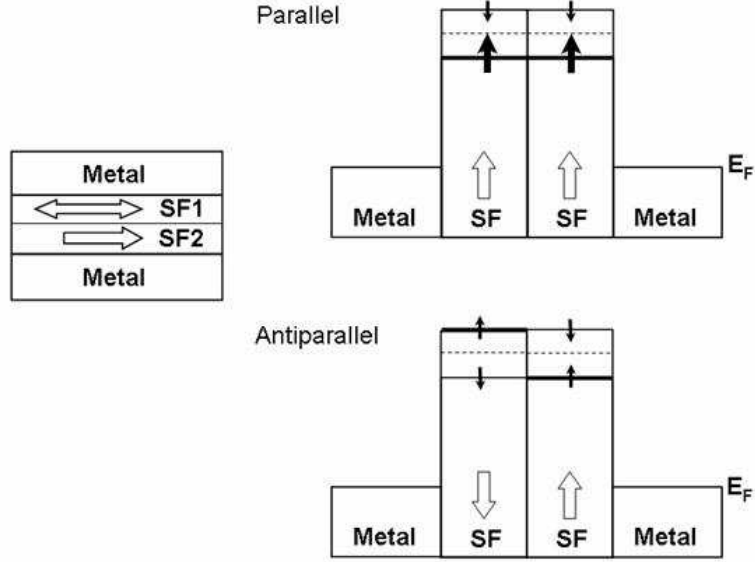 Parallel
Metal
SF1
SF2
Metal
E_F
Metal SF SF Metal
Antiparallel
E_F
Metal SF SF Metal